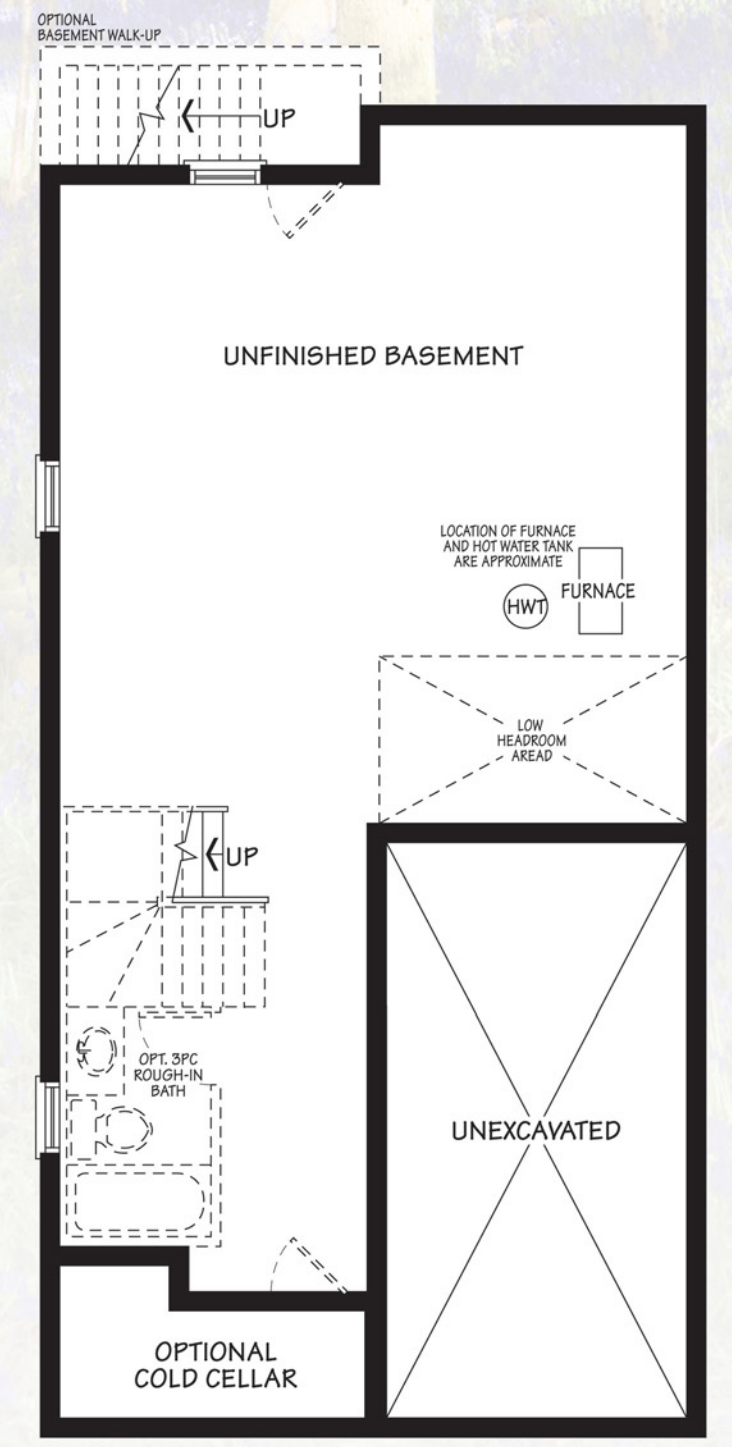 OPTIONAL
BASEMENT WALK-UP
UP
UNFINISHED BASEMENT
LOCATION OF FURNACE
AND HOT WATER TANK
ARE APPROXIMATE
HWT
FURNACE
LOW
HEADROOM
AREAD
UP
OPT. 3PC
ROUGH-IN
BATH
UNEXCAVATED
OPTIONAL
COLD CELLAR